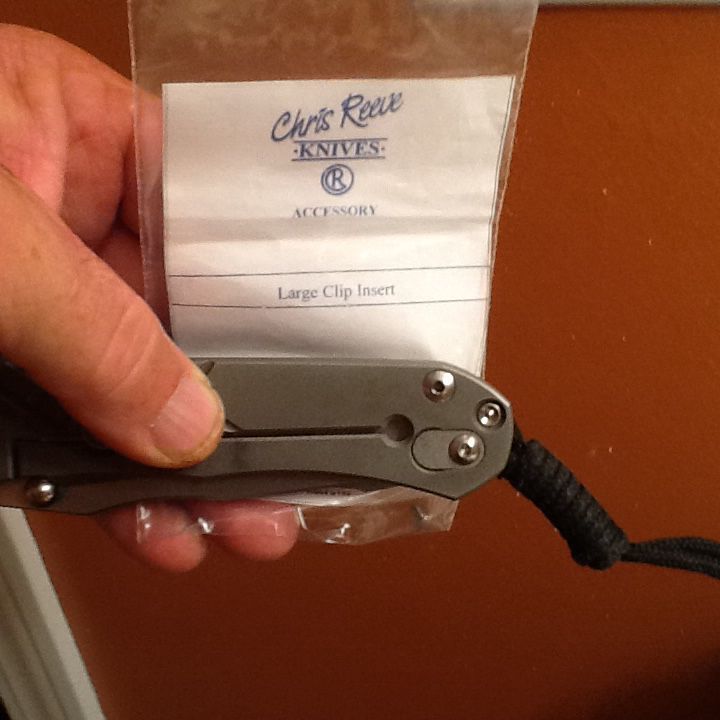 Chris Reeve
·KNIVES·
®
ACCESSORY
Large Clip Insert